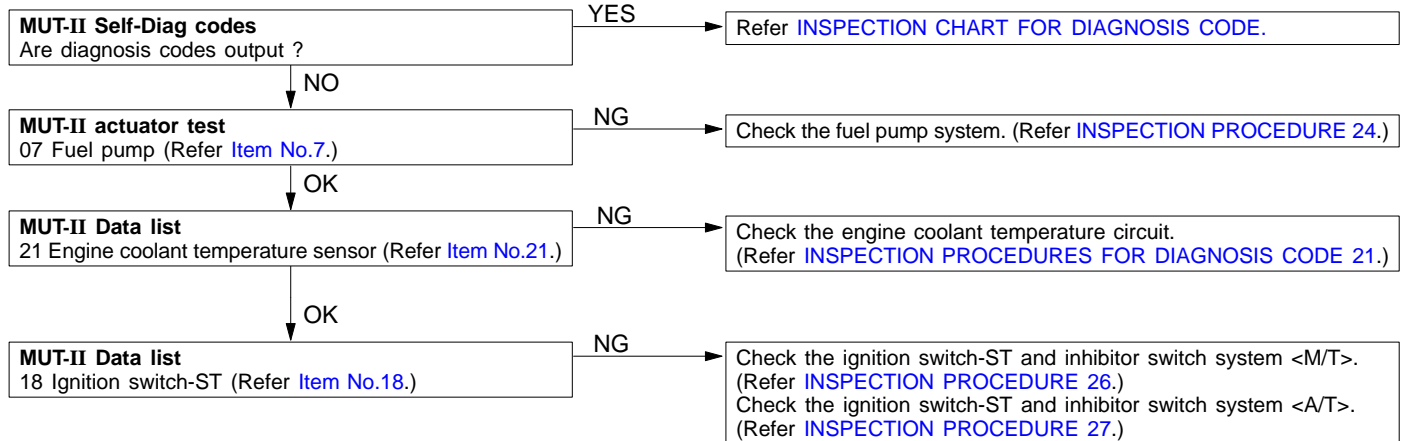 MUT-II Self-Diag codes
Are diagnosis codes output ?
YES
Refer INSPECTION CHART FOR DIAGNOSIS CODE.
NO
MUT-II actuator test
07 Fuel pump (Refer Item No.7.)
NG
Check the fuel pump system. (Refer INSPECTION PROCEDURE 24.)
OK
MUT-II Data list
21 Engine coolant temperature sensor (Refer Item No.21.)
NG
Check the engine coolant temperature circuit.
(Refer INSPECTION PROCEDURES FOR DIAGNOSIS CODE 21.)
OK
MUT-II Data list
18 Ignition switch-ST (Refer Item No.18.)
NG
Check the ignition switch-ST and inhibitor switch system <M/T>.
(Refer INSPECTION PROCEDURE 26.)
Check the ignition switch-ST and inhibitor switch system <A/T>.
(Refer INSPECTION PROCEDURE 27.)